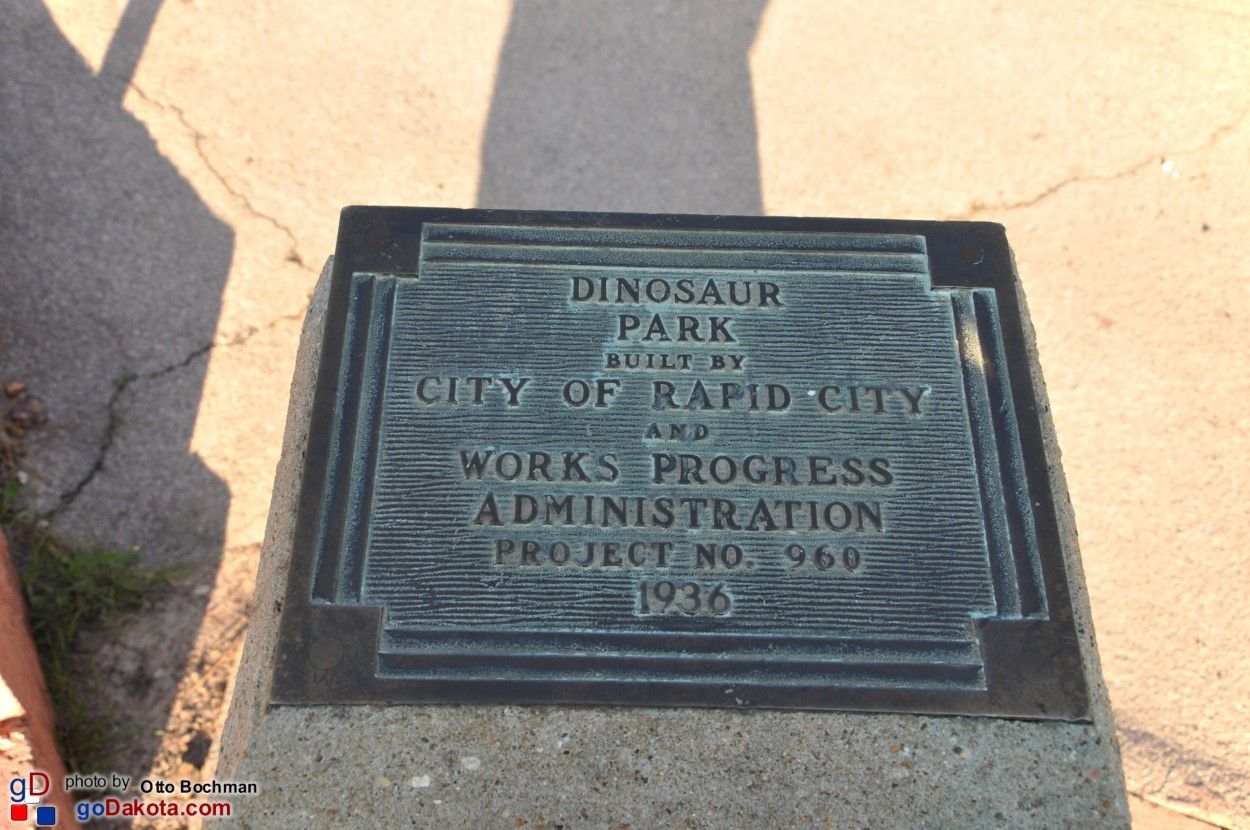 DINOSAUR
PARK
BUILT BY
CITY OF RAPID CITY
AND
WORKS PROGRESS
ADMINISTRATION
PROJECT NO. 960
1936
gD photo by Otto Bochman
goDakota.com